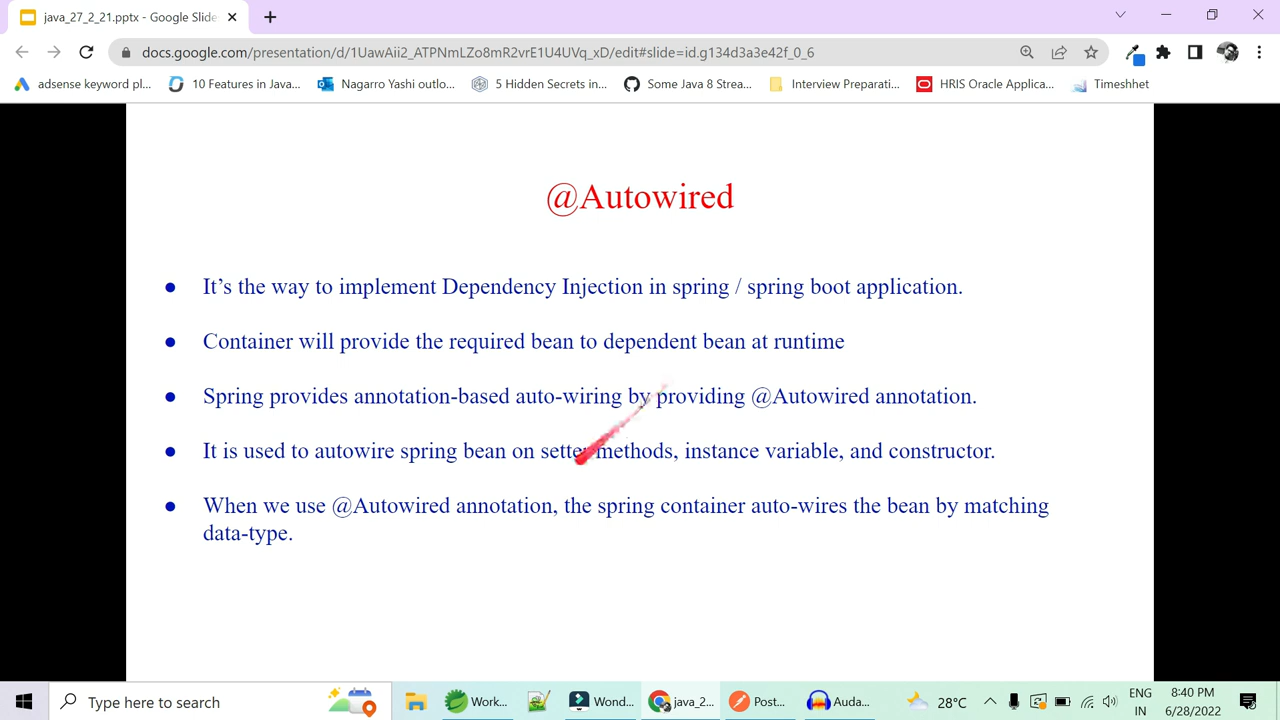 java_27_2_21.pptx - Google Slide
docs.google.com/presentation/d/1UawAii2_ATPNmLZo8mR2vrE1U4UVq_xD/edit#slide=id.g134d3a3e42f_0_6
adsense keyword pl... 10 Features in Java... Nagarro Yashi outlo... 5 Hidden Secrets in... Some Java 8 Strea... Interview Preparati... HRIS Oracle Applica... Timeshhet
@Autowired
● It's the way to implement Dependency Injection in spring / spring boot application.
● Container will provide the required bean to dependent bean at runtime
● Spring provides annotation-based auto-wiring by providing @Autowired annotation.
● It is used to autowire spring bean on setter methods, instance variable, and constructor.
● When we use @Autowired annotation, the spring container auto-wires the bean by matching
data-type.
Type here to search Work... Wond... java_2... Post... Auda... 28°C ENG 8:40 PM
IN 6/28/2022